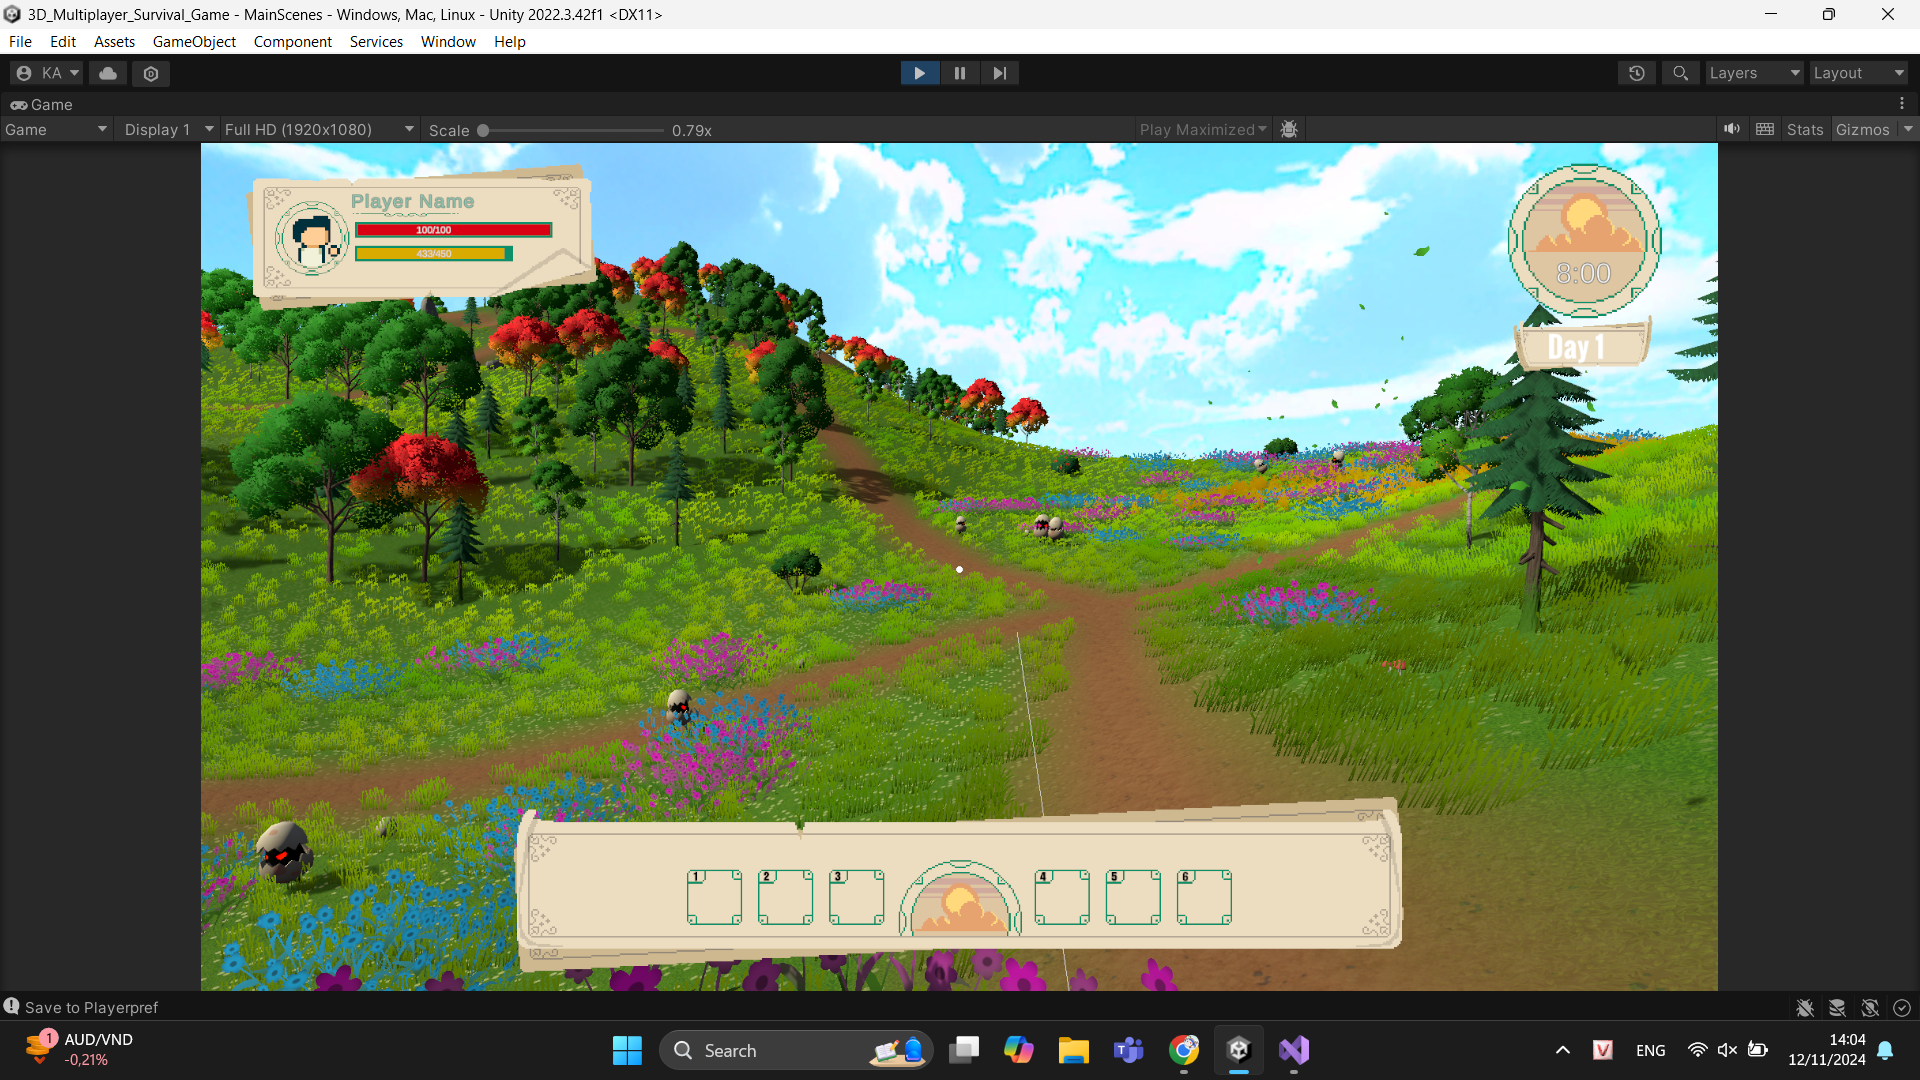 3D_Multiplayer_Survival_Game - MainScenes - Windows, Mac, Linux - Unity 2022.3.42f1 <DX11>
File Edit Assets GameObject Component Services Window Help
KA Layers Layout
Game
Game Display 1 Full HD (1920x1080) Scale 0.79x Play Maximized Stats Gizmos
Player Name
100/100
433/450
8:00
Day 1
1 2 3 4 5 6
Save to Playerpref
1 AUD/VND
-0,21%
Search
ENG
14:04
12/11/2024